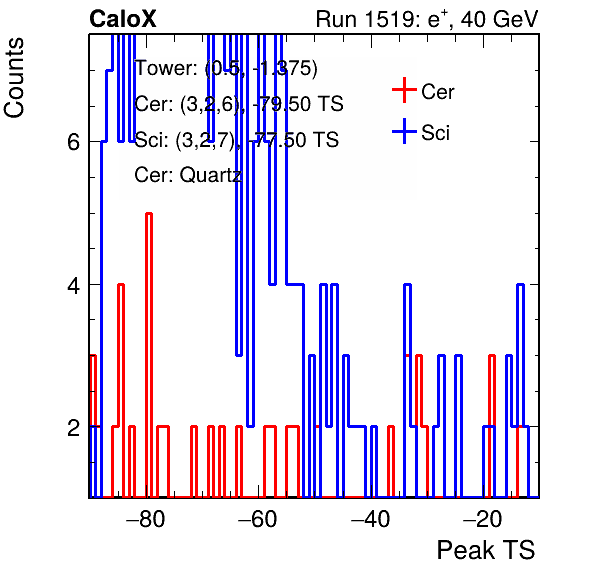 CaloX Run 1519: e⁺, 40 GeV
Counts
Tower: (0.5, -1.375)
Cer: (3,2,6), -79.50 TS
Sci: (3,2,7), -77.50 TS
Cer: Quartz
Cer
Sci
6
4
2
−80 −60 −40 −20
Peak TS